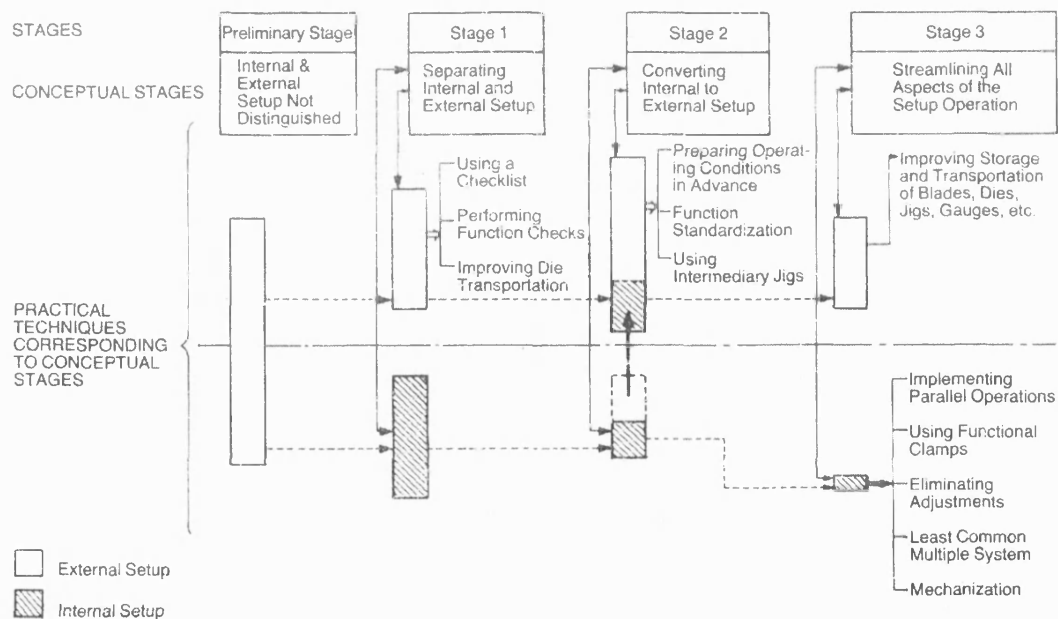 STAGES
Preliminary Stage
Stage 1
Stage 2
Stage 3
CONCEPTUAL STAGES
Internal &
External
Setup Not
Distinguished
Separating
Internal and
External Setup
Converting
Internal to
External Setup
Streamlining All
Aspects of the
Setup Operation
Using a
Checklist
Performing
Function Checks
Improving Die
Transportation
Preparing Operat-
ing Conditions
in Advance
Function
Standardization
Using
Intermediary Jigs
Improving Storage
and Transportation
of Blades, Dies,
Jigs, Gauges, etc.
PRACTICAL
TECHNIQUES
CORRESPONDING
TO CONCEPTUAL
STAGES
Implementing
Parallel Operations
Using Functional
Clamps
Eliminating
Adjustments
Least Common
Multiple System
Mechanization
External Setup
Internal Setup